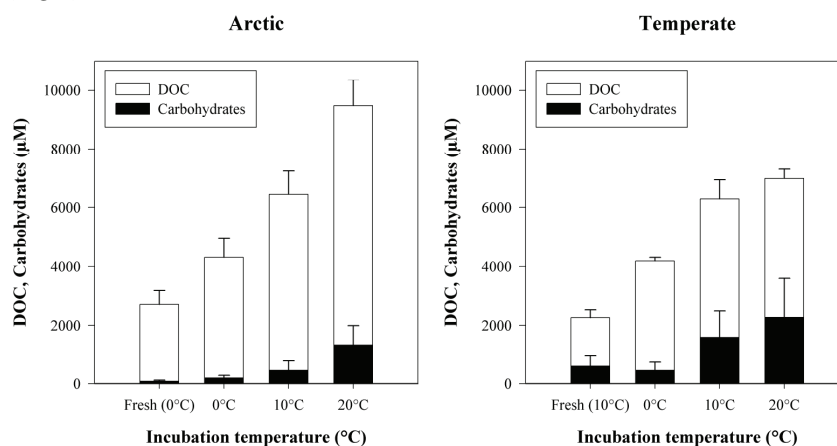 Arctic
DOC
Carbohydrates
DOC, Carbohydrates (µM)
10000
8000
6000
4000
2000
0
Fresh (0°C) 0°C 10°C 20°C
Incubation temperature (°C)
Temperate
DOC
Carbohydrates
DOC, Carbohydrates (µM)
10000
8000
6000
4000
2000
0
Fresh (10°C) 0°C 10°C 20°C
Incubation temperature (°C)